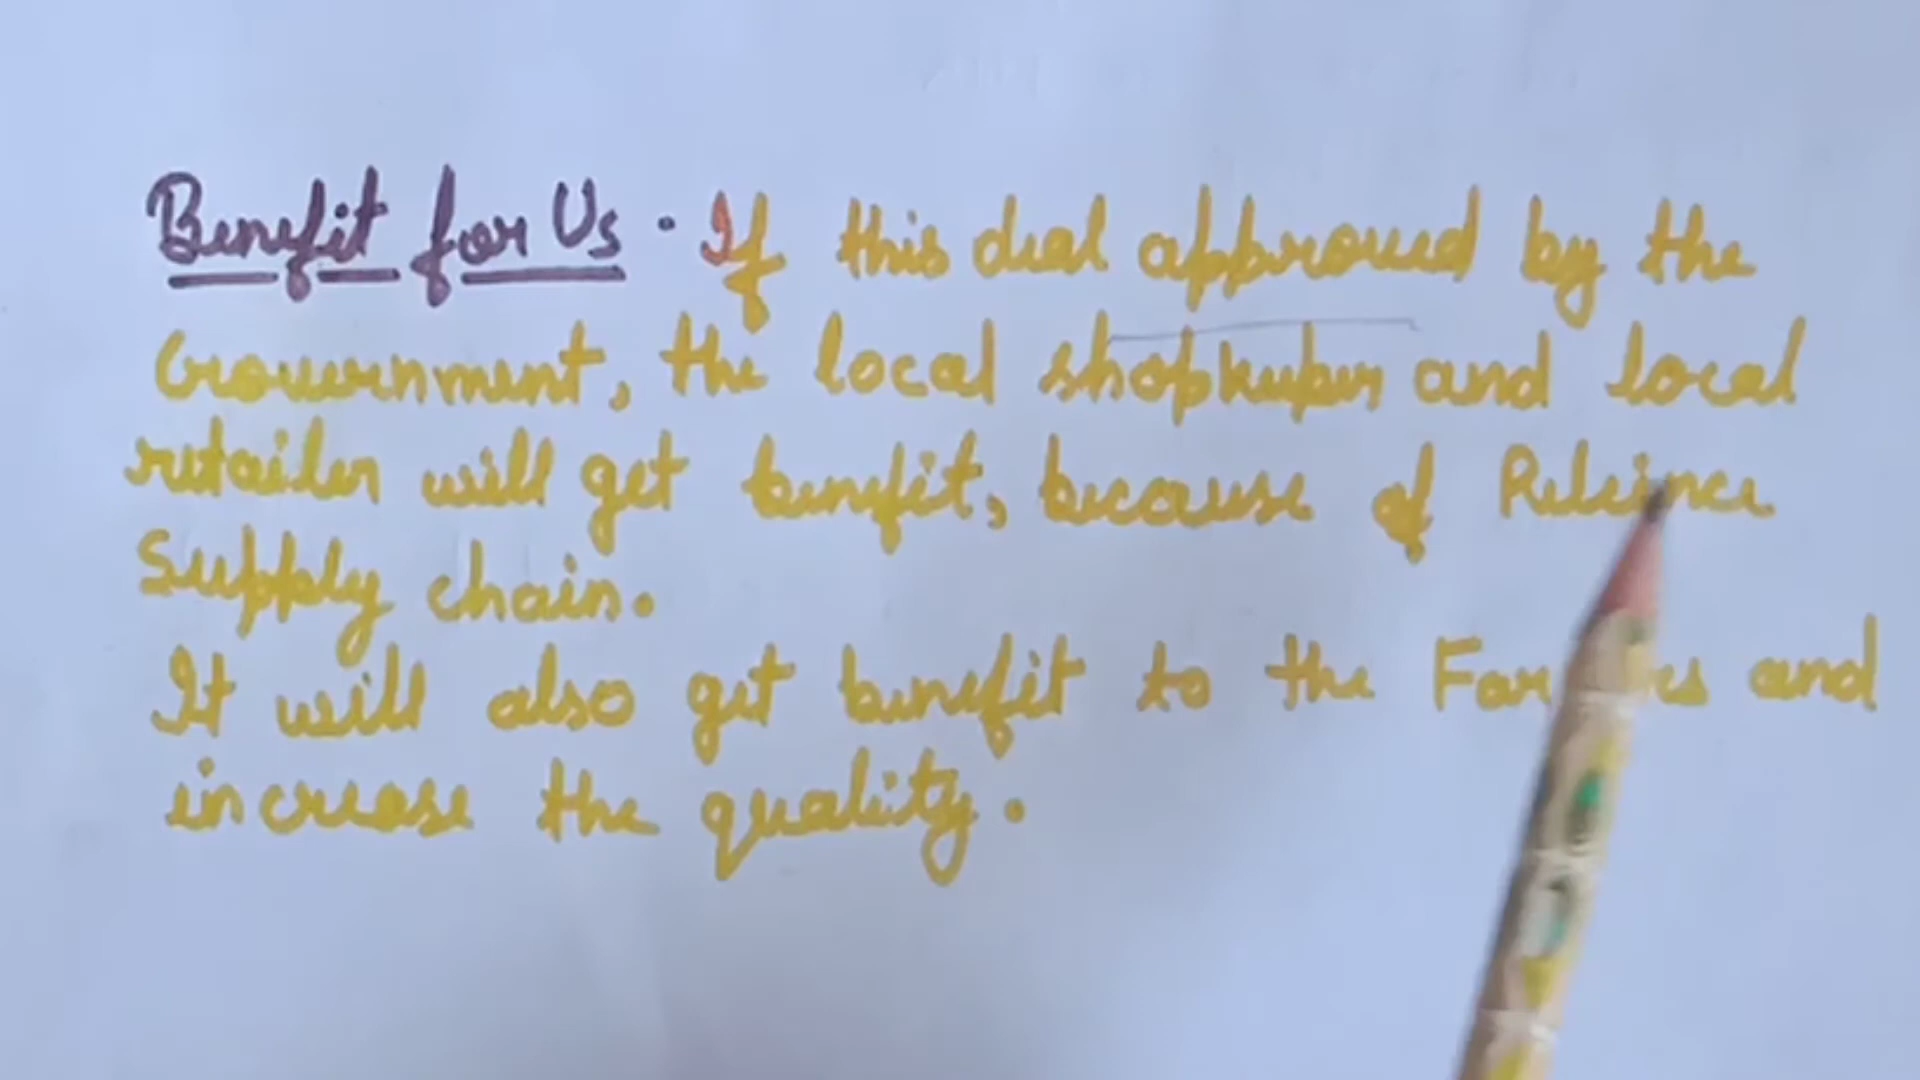 Benefit for Us . If this deal approved by the
Government, the local shopkeeper and local
retailer will get benefit, because of Releince
Supply chain.
It will also get benefit to the and
increase the quality.